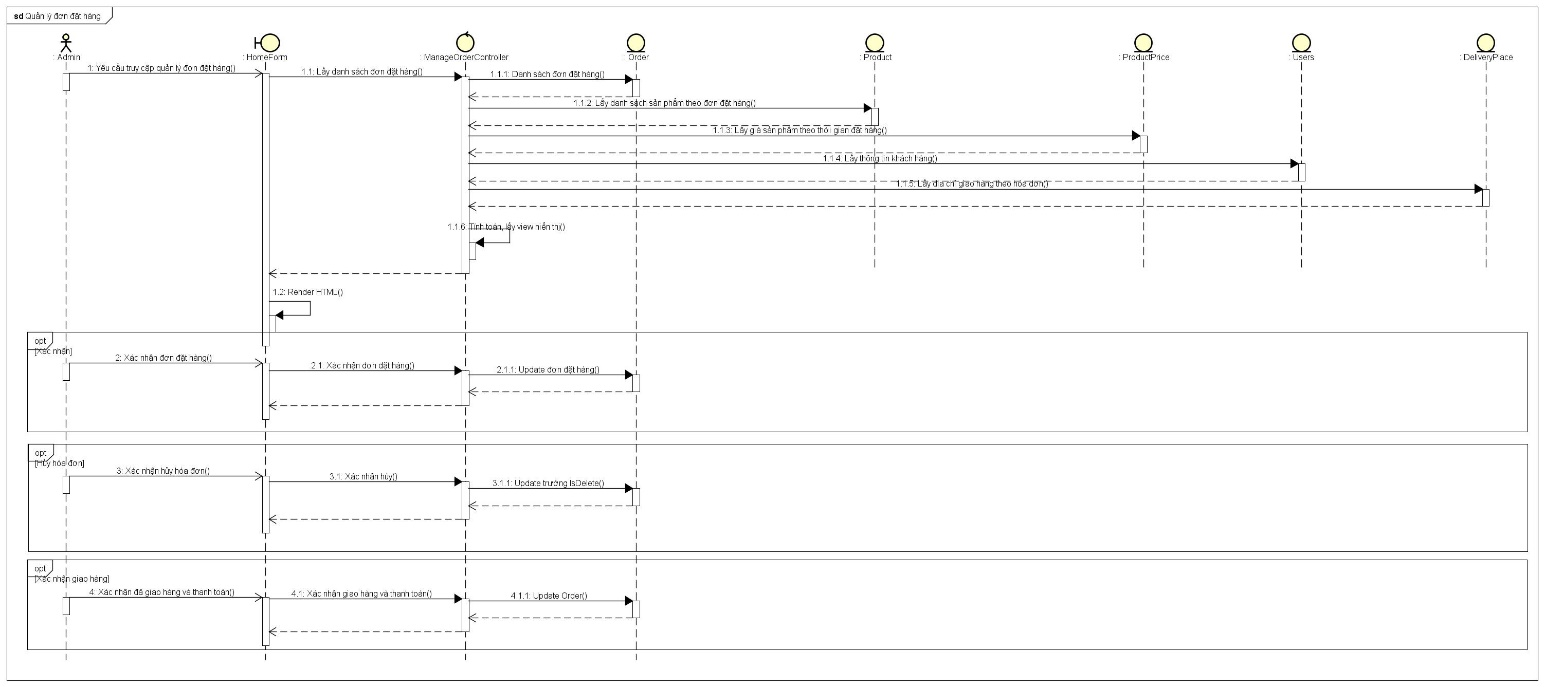 sd Quản lý đơn đặt hàng
: Admin
: HomeForm
: ManageOrderController
: Order
: Product
: ProductPrice
: Users
: DeliveryPlace
1: Yêu cầu truy cập quản lý đơn đặt hàng()
1.1: Lấy danh sách đơn đặt hàng()
1.1.1: Danh sách đơn đặt hàng()
1.1.2: Lấy danh sách sản phẩm theo đơn đặt hàng()
1.1.3: Lấy giá sản phẩm theo thời gian đặt hàng()
1.1.4: Lấy thông tin khách hàng()
1.1.5: Lấy địa chỉ giao hàng theo hóa đơn()
1.1.6: Tính toán, lấy view hiển thị()
1.2: Render HTML()
opt
[Xác nhận]
2: Xác nhận đơn đặt hàng()
2.1: Xác nhận đơn đặt hàng()
2.1.1: Update đơn đặt hàng()
opt
[Hủy hóa đơn]
3: Xác nhận hủy hóa đơn()
3.1: Xác nhận hủy()
3.1.1: Update trường IsDelete()
opt
[Xác nhận giao hàng]
4: Xác nhận đã giao hàng và thanh toán()
4.1: Xác nhận giao hàng và thanh toán()
4.1.1: Update Order()